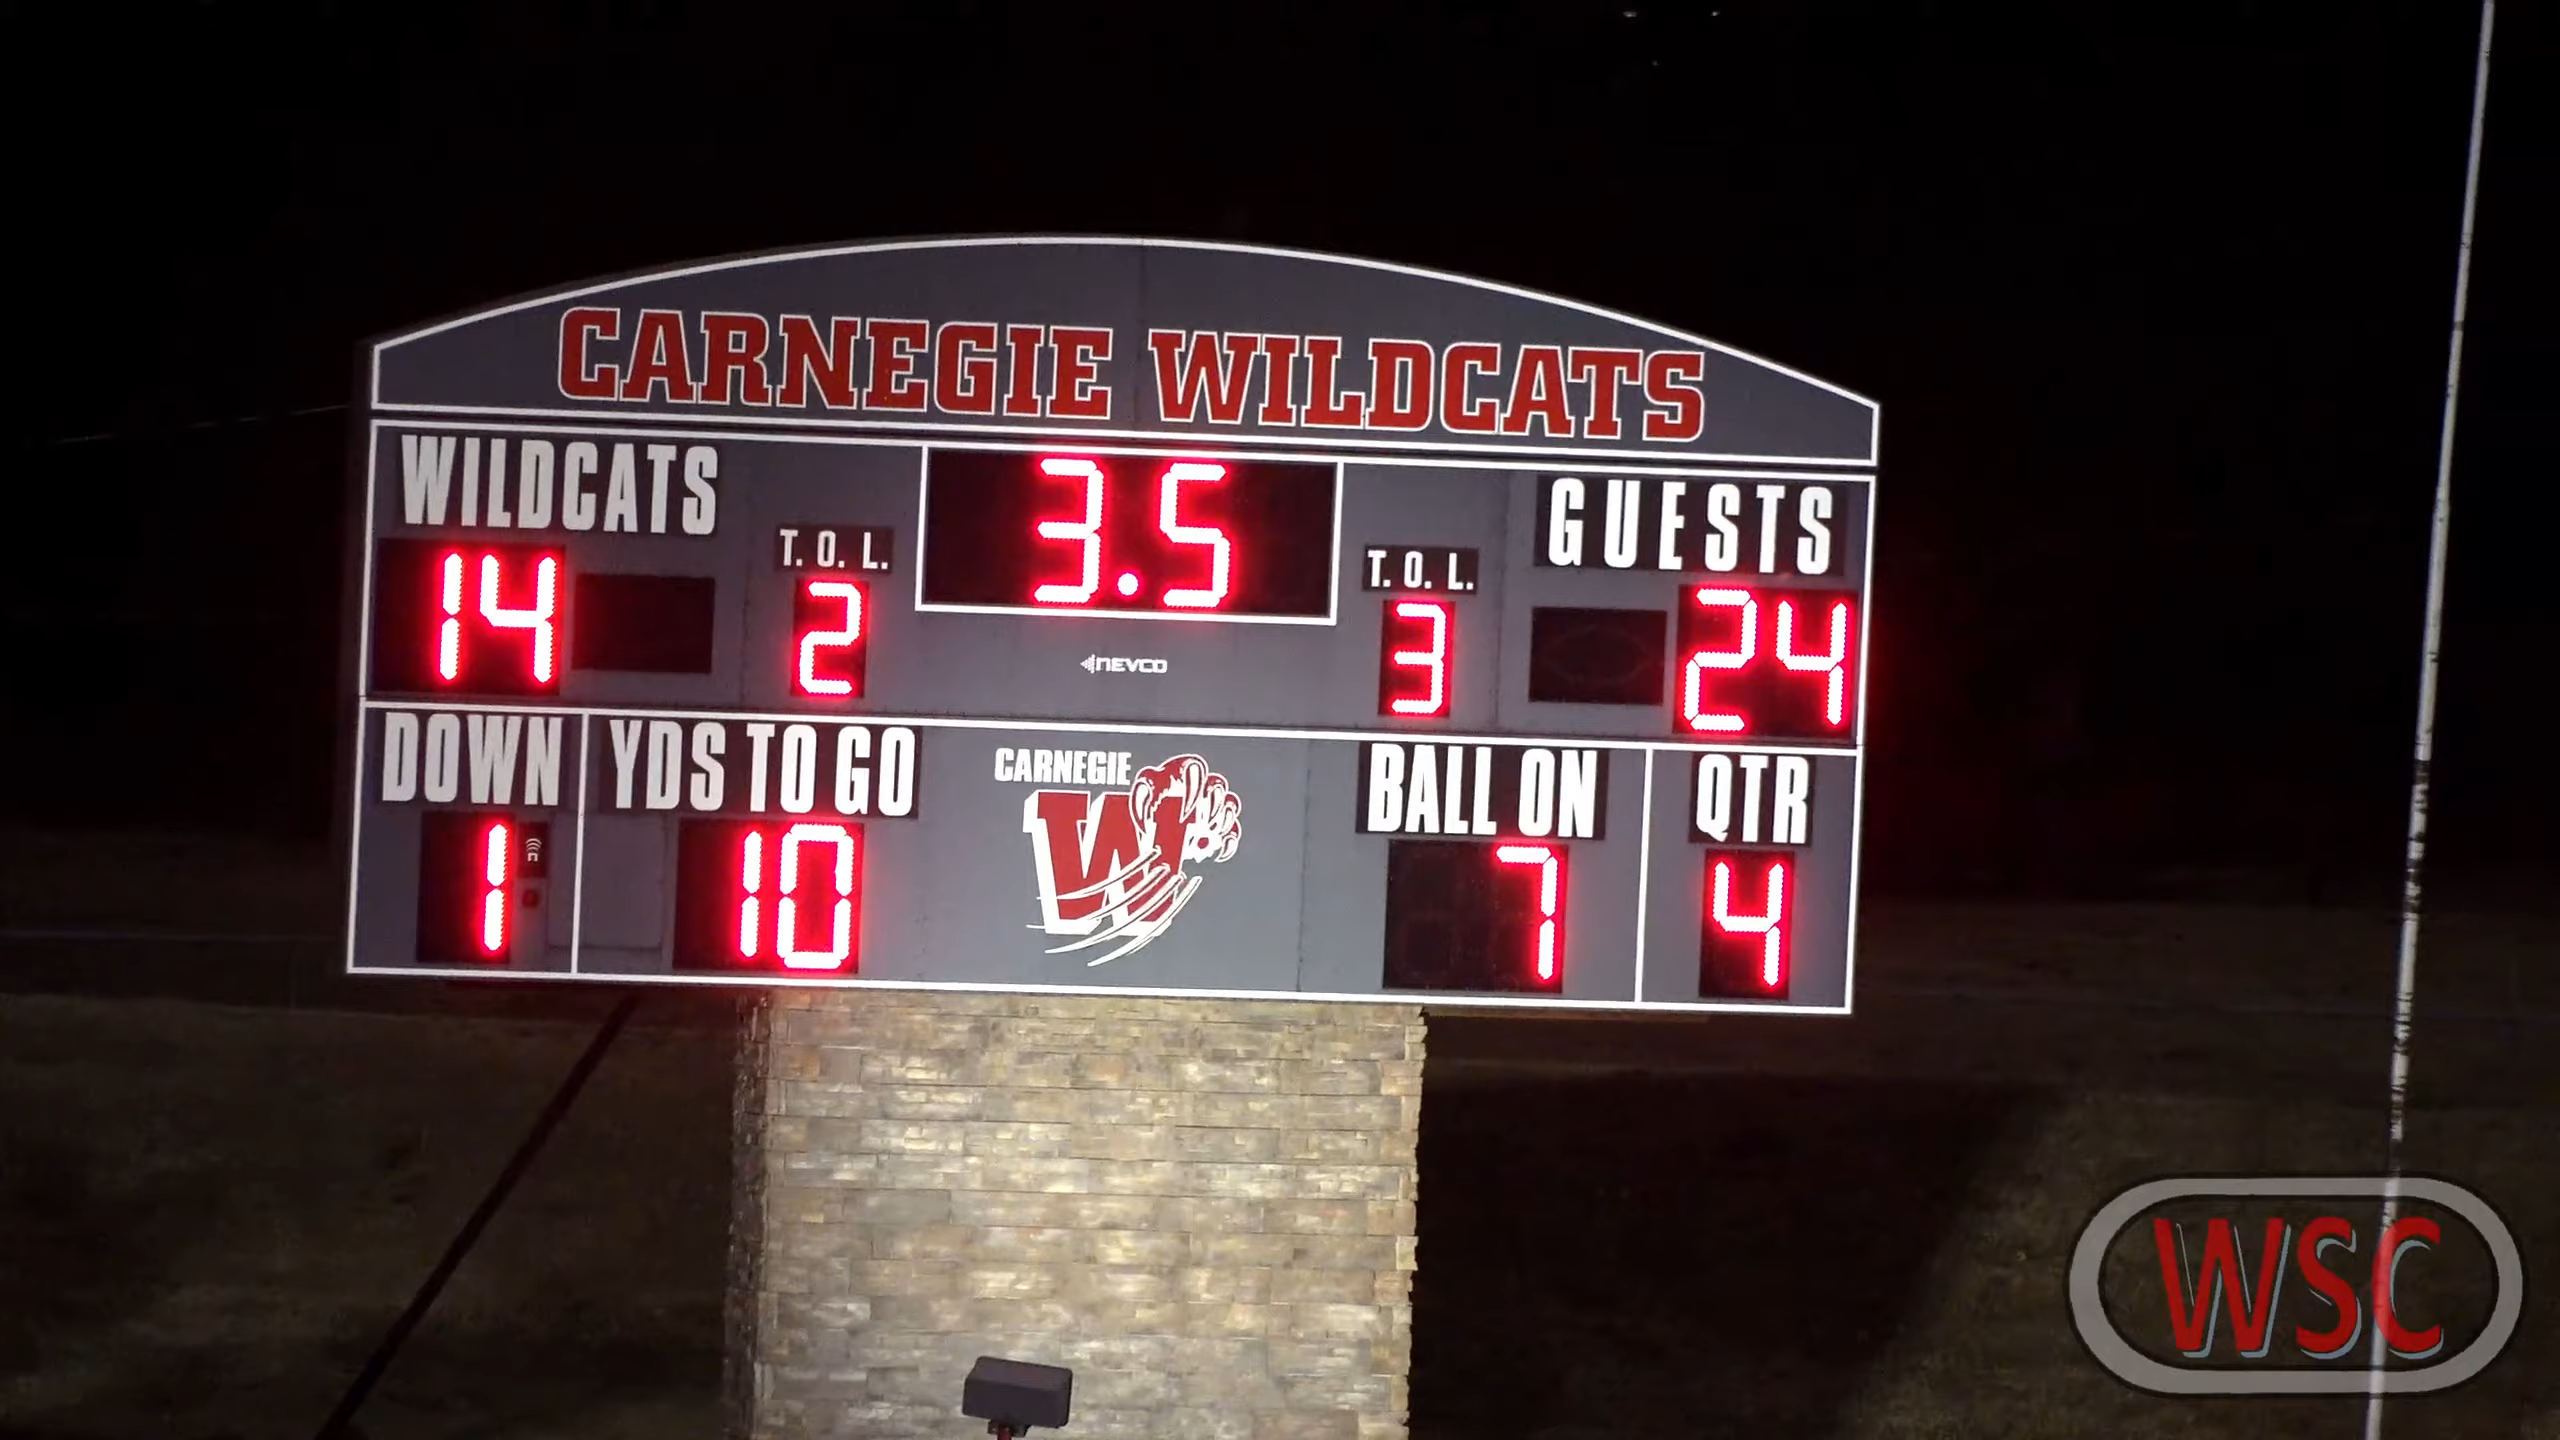 CARNEGIE WILDCATS
WILDCATS
3.5
GUESTS
T. O. L.
T. O. L.
14
2
3
24
NEVCO
DOWN
YDS TO GO
CARNEGIE
W
BALL ON
QTR
1
10
7
4
WSC